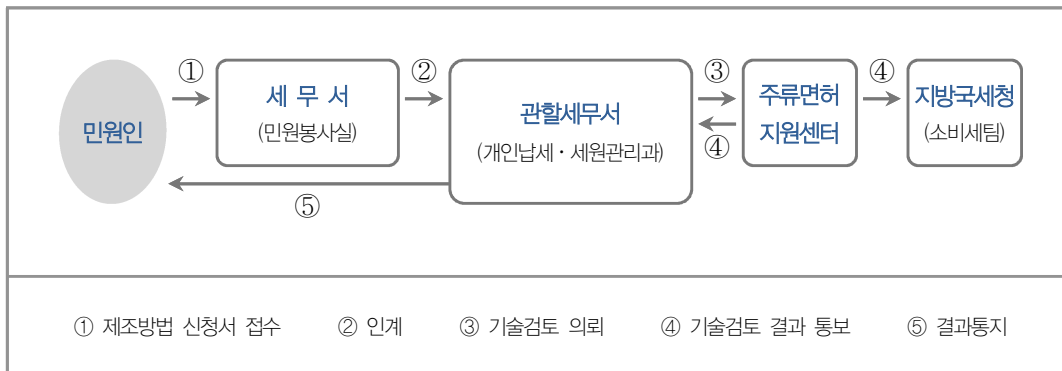 ① ② ③ ④
민원인
세 무 서
(민원봉사실)
관할세무서
(개인납세·세원관리과)
주류면허
지원센터
④
지방국세청
(소비세팀)
⑤
① 제조방법 신청서 접수 ② 인계 ③ 기술검토 의뢰 ④ 기술검토 결과 통보 ⑤ 결과통지